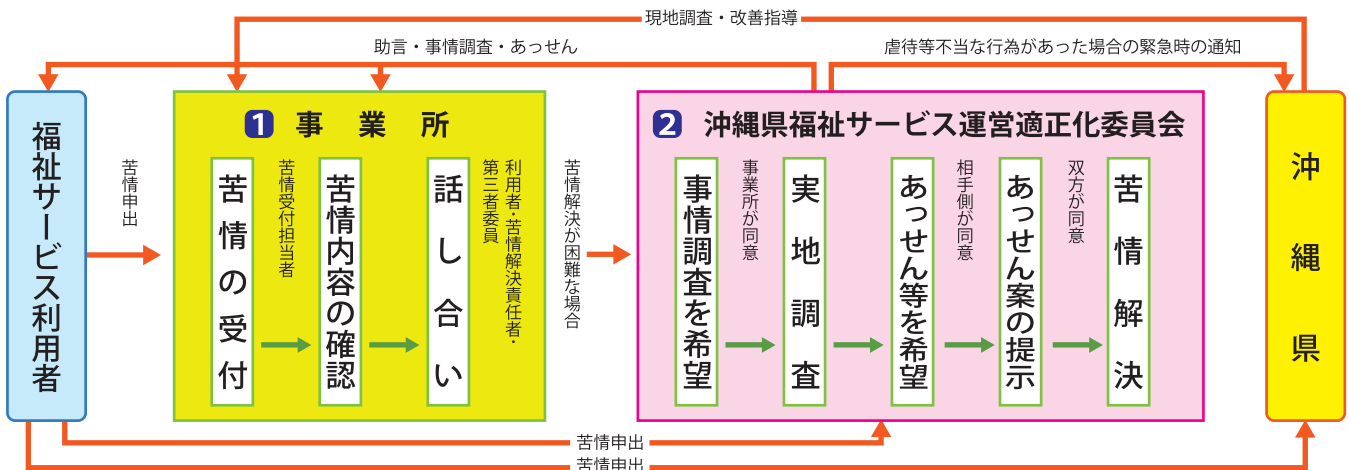 現地調査・改善指導
助言・事情調査・あっせん
虐待等不当な行為があった場合の緊急時の通知
福祉サービス利用者
苦情申出
1 事業所
苦情の受付
苦情受付担当者
苦情内容の確認
話し合い
利用者・苦情解決責任者・
第三者委員
苦情解決が困難な場合
2 沖縄県福祉サービス運営適正化委員会
事情調査を希望
事業所が同意
実地調査
あっせん等を希望
相手側が同意
あっせん案の提示
双方が同意
苦情解決
沖縄県
苦情申出
苦情申出